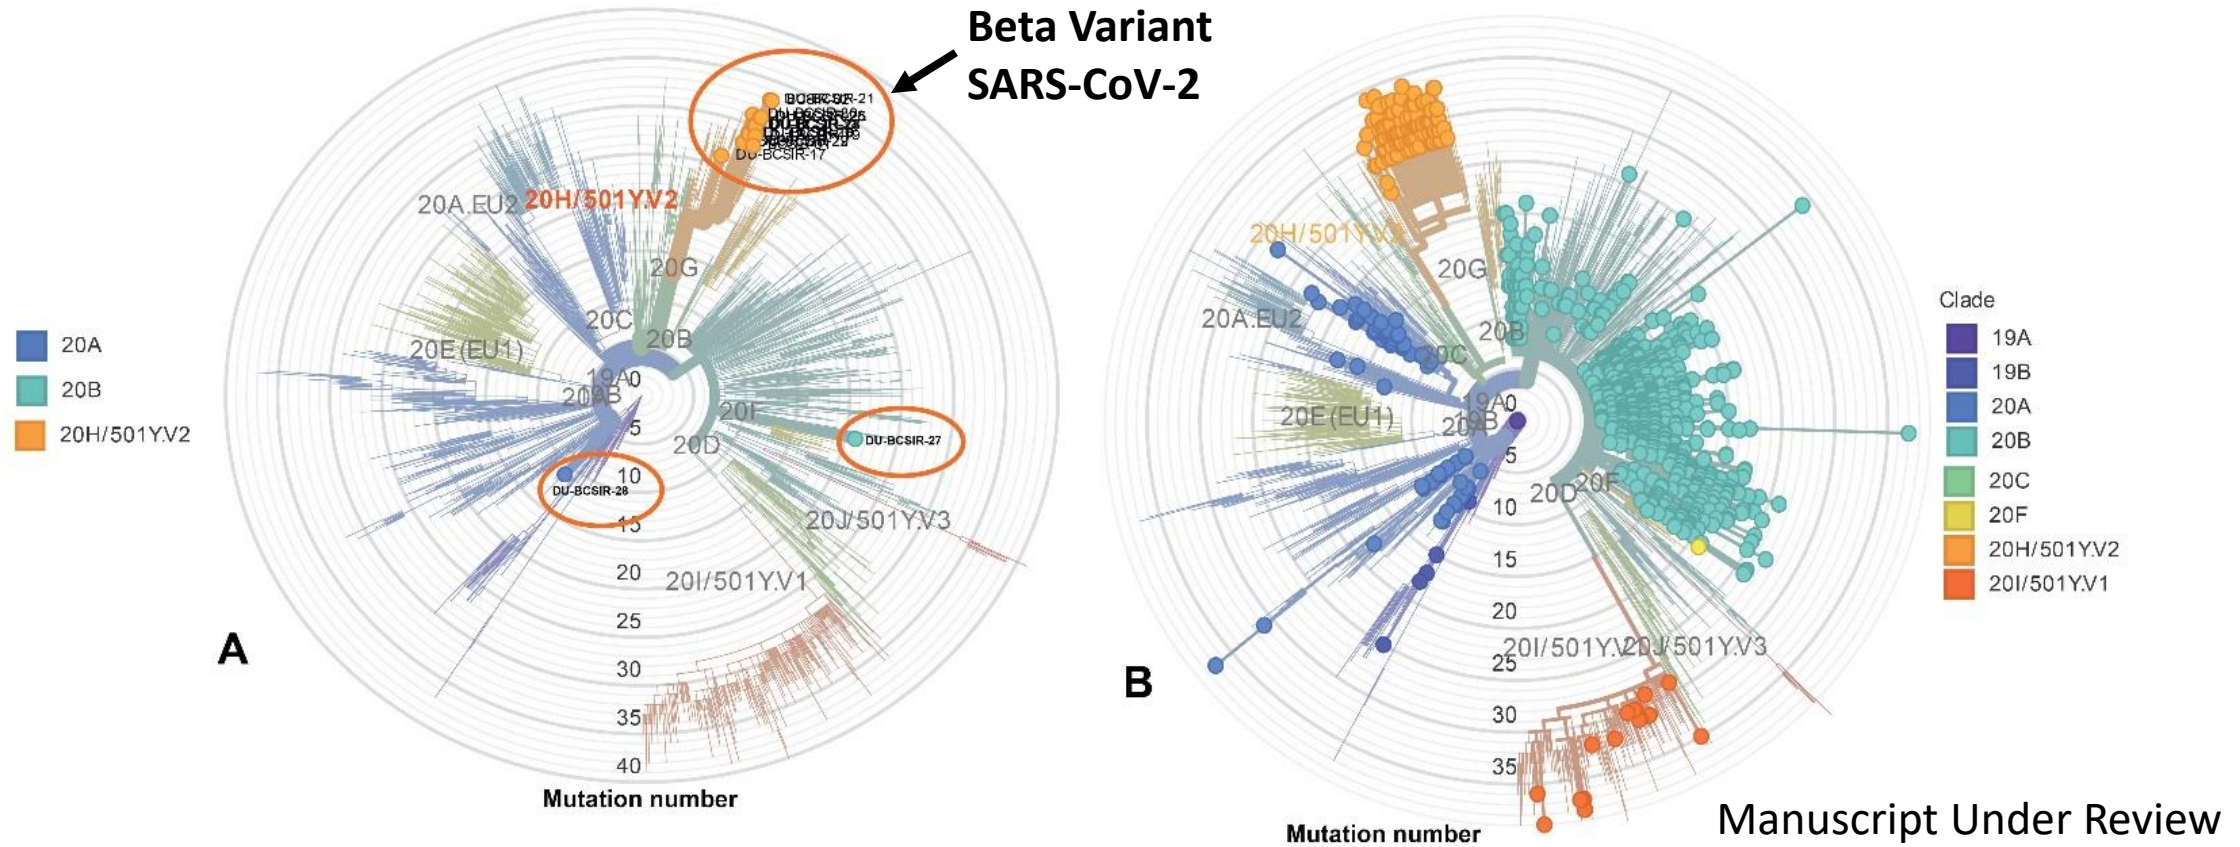 Beta Variant
SARS-CoV-2
20A
20B
20H/501Y.V2
DU-BCSIR-21
DU-BCSIR-17
20A.EU2
20H/501Y.V2
20G
20C
20B
20E(EU1)
19A
0
20F
DU-BCSIR-27
5
20D
10
DU-BCSIR-28
15
20J/501Y.V3
20
20I/501Y.V1
25
30
35
40
A
Mutation number
20H/501Y.V2
20G
20A.EU2
20B
20C
20E(EU1)
19A
0
19B
5
20D
20F
10
15
20
20I/501Y.V1
20J/501Y.V3
25
30
35
B
Mutation number
Clade
19A
19B
20A
20B
20C
20F
20H/501Y.V2
20I/501Y.V1
Manuscript Under Review